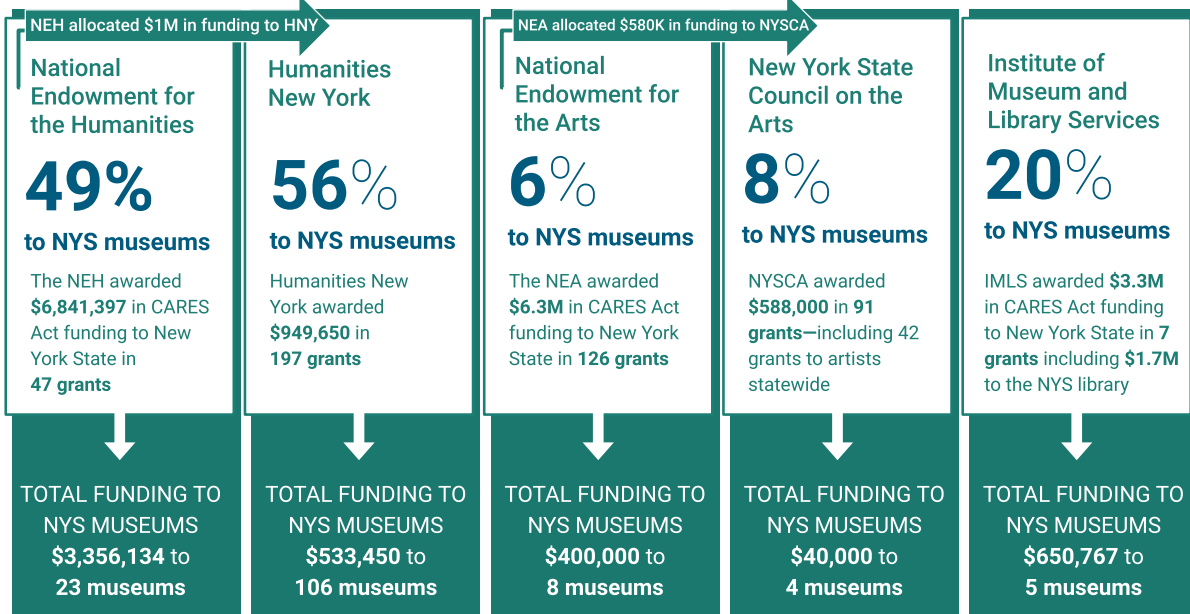 NEH allocated $1M in funding to HNY
National
Endowment for
the Humanities
49%
to NYS museums
The NEH awarded
$6,841,397 in CARES
Act funding to New
York State in
47 grants
TOTAL FUNDING TO
NYS MUSEUMS
$3,356,134 to
23 museums
Humanities
New York
56%
to NYS museums
Humanities New
York awarded
$949,650 in
197 grants
TOTAL FUNDING TO
NYS MUSEUMS
$533,450 to
106 museums
NEA allocated $580K in funding to NYSCA
National
Endowment for
the Arts
6%
to NYS museums
The NEA awarded
$6.3M in CARES Act
funding to New York
State in 126 grants
TOTAL FUNDING TO
NYS MUSEUMS
$400,000 to
8 museums
New York State
Council on the
Arts
8%
to NYS museums
NYSCA awarded
$588,000 in 91
grants—including 42
grants to artists
statewide
TOTAL FUNDING TO
NYS MUSEUMS
$40,000 to
4 museums
Institute of
Museum and
Library Services
20%
to NYS museums
IMLS awarded $3.3M
in CARES Act funding
to New York State in 7
grants including $1.7M
to the NYS library
TOTAL FUNDING TO
NYS MUSEUMS
$650,767 to
5 museums